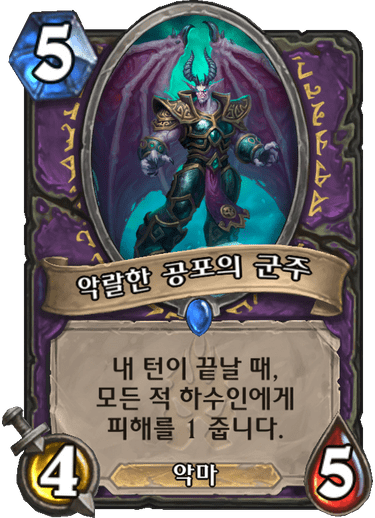 5
악랄한 공포의 군주
내 턴이 끝날 때,
모든 적 하수인에게
피해를 1 줍니다.
악마
4
5